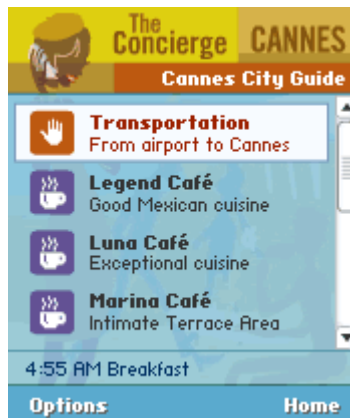 The
Concierge CANNES
Cannes City Guide
Transportation
From airport to Cannes
Legend Café
Good Mexican cuisine
Luna Café
Exceptional cuisine
Marina Café
Intimate Terrace Area
4:55 AM Breakfast
Options Home